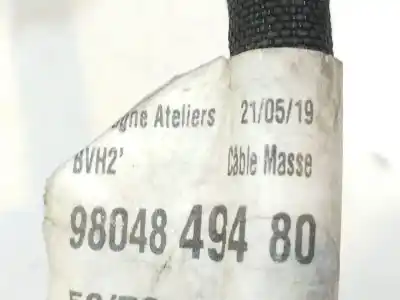 Ateliers 21/05/19
BVH2' Câble Masse
98048 494 80